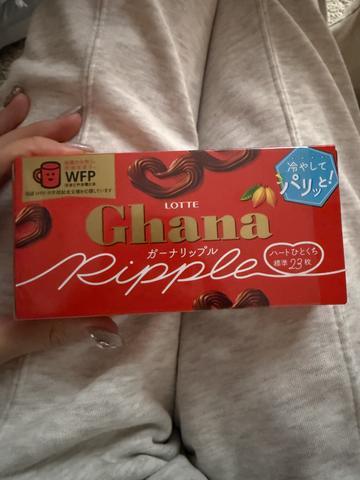 WFP
冷やして
パリッと!
LOTTE
Ghana
ガーナリップル
Ripple
ハートひとくち
標準23枚